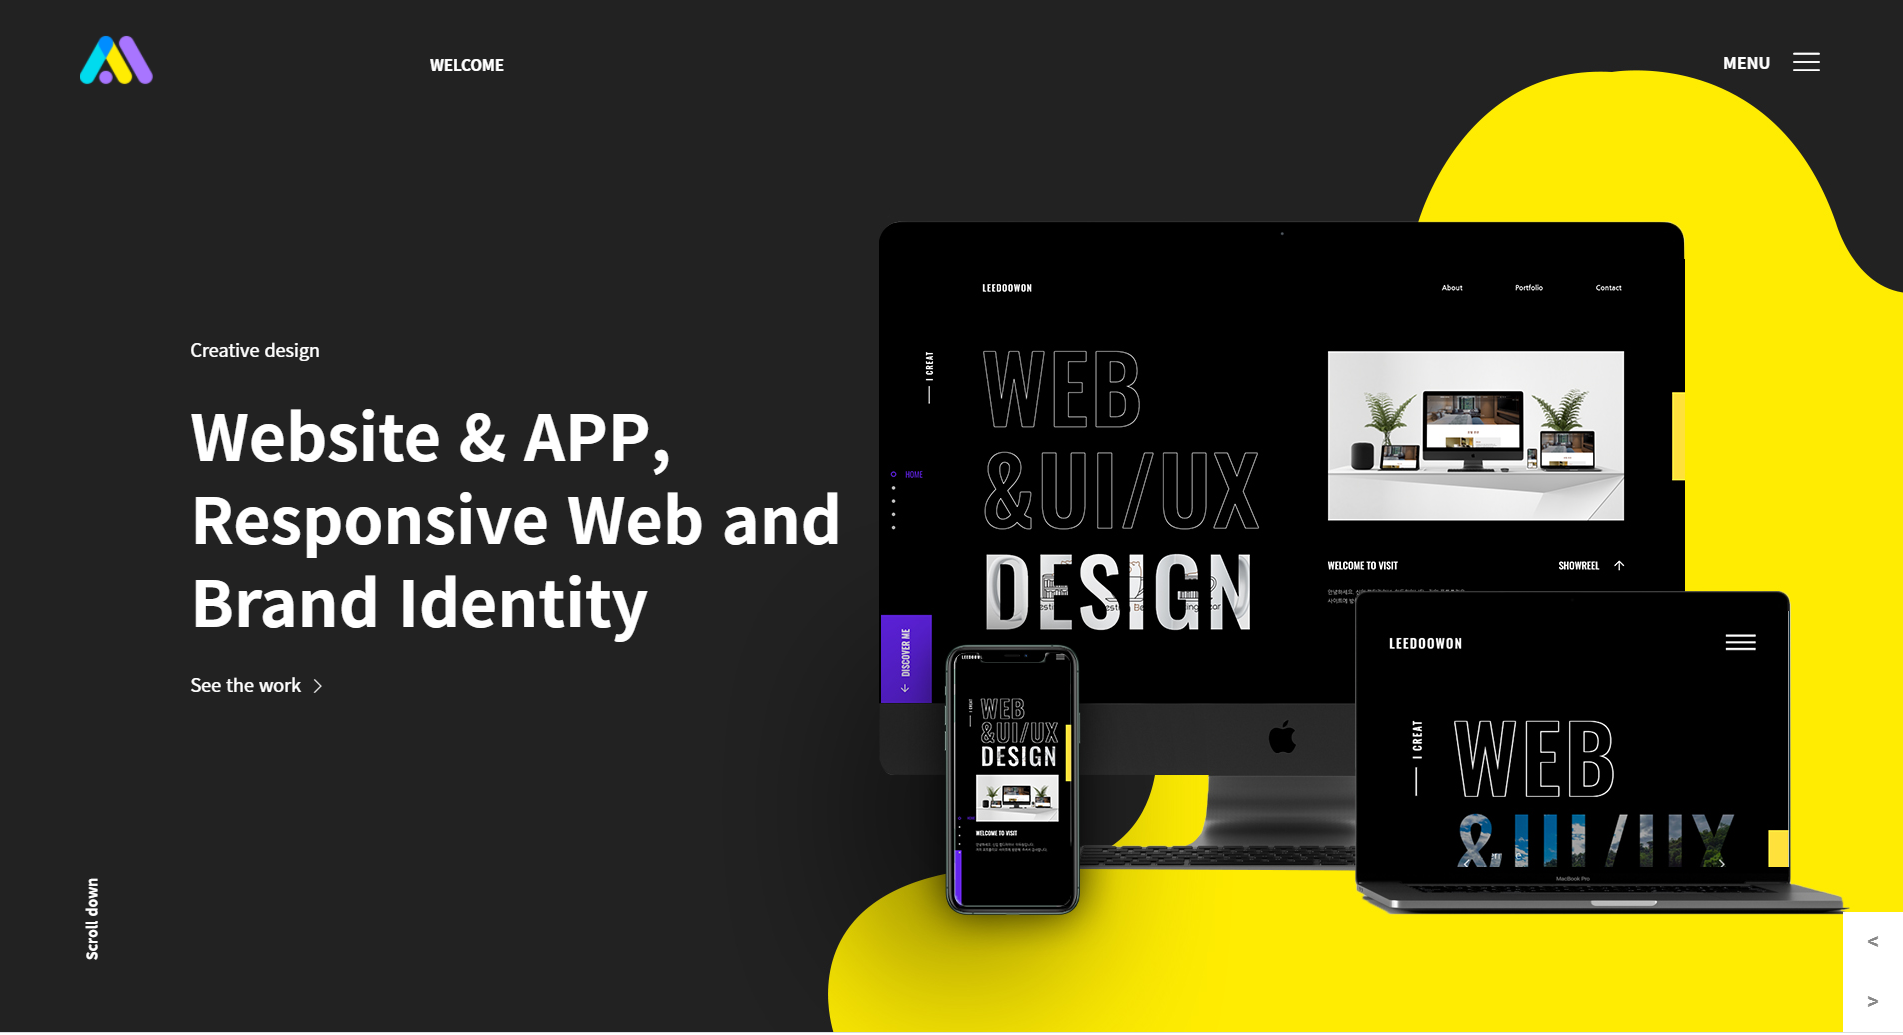 WELCOME
MENU
Creative design
Website & APP,
Responsive Web and
Brand Identity
See the work >
Scroll down
LEEDOOWON
About
Portfolio
Contact
I CREAT
WEB
&UI/UX
DESIGN
HOME
DISCOVER ME
WELCOME TO VISIT
SHOWREEL
I CREAT
WEB
&UI/UX
DESIGN
WELCOME TO VISIT
LEEDOOWON
I CREAT
WEB
&UI/UX
MacBook Pro
<
>